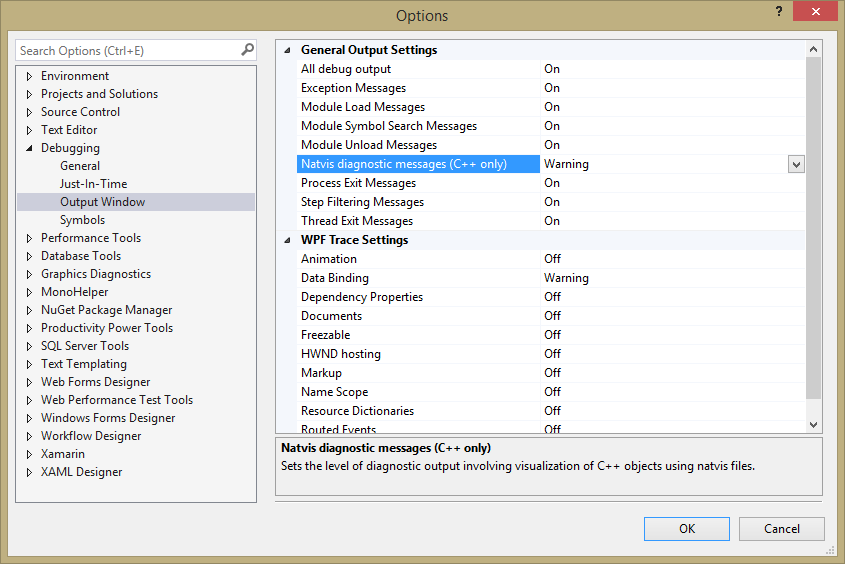 Options
?
Search Options (Ctrl+E)
Environment
Projects and Solutions
Source Control
Text Editor
Debugging
General
Just-In-Time
Output Window
Symbols
Performance Tools
Database Tools
Graphics Diagnostics
MonoHelper
NuGet Package Manager
Productivity Power Tools
SQL Server Tools
Text Templating
Web Forms Designer
Web Performance Test Tools
Windows Forms Designer
Workflow Designer
Xamarin
XAML Designer
General Output Settings
All debug output On
Exception Messages On
Module Load Messages On
Module Symbol Search Messages On
Module Unload Messages On
Natvis diagnostic messages (C++ only) Warning
Process Exit Messages On
Step Filtering Messages On
Thread Exit Messages On
WPF Trace Settings
Animation Off
Data Binding Warning
Dependency Properties Off
Documents Off
Freezable Off
HWND hosting Off
Markup Off
Name Scope Off
Resource Dictionaries Off
Routed Events Off
Natvis diagnostic messages (C++ only)
Sets the level of diagnostic output involving visualization of C++ objects using natvis files.
OK Cancel